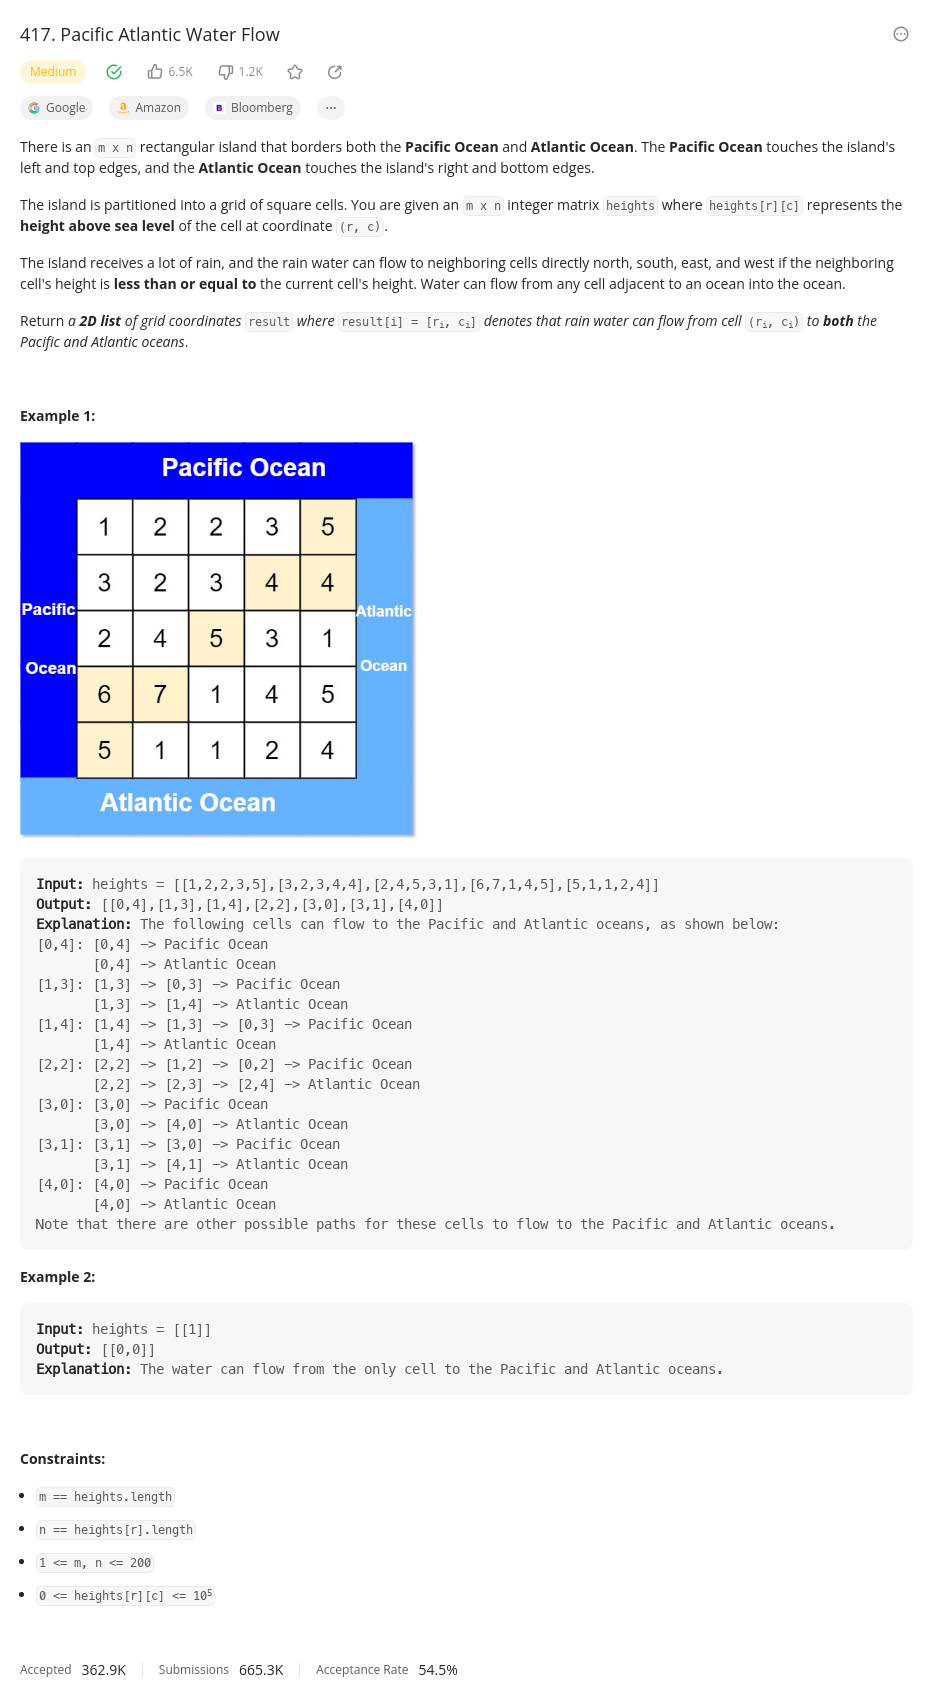 417. Pacific Atlantic Water Flow
Medium 6.5K 1.2K
Google Amazon Bloomberg ...
There is an m x n rectangular island that borders both the Pacific Ocean and Atlantic Ocean. The Pacific Ocean touches the island's
left and top edges, and the Atlantic Ocean touches the island's right and bottom edges.
The island is partitioned into a grid of square cells. You are given an m x n integer matrix heights where heights[r][c] represents the
height above sea level of the cell at coordinate (r, c).
The island receives a lot of rain, and the rain water can flow to neighboring cells directly north, south, east, and west if the neighboring
cell's height is less than or equal to the current cell's height. Water can flow from any cell adjacent to an ocean into the ocean.
Return a 2D list of grid coordinates result where result[i] = [ri, ci] denotes that rain water can flow from cell (ri, ci) to both the
Pacific and Atlantic oceans.
Example 1:
Pacific Ocean
1 2 2 3 5
3 2 3 4 4
Pacific Atlantic
2 4 5 3 1
Ocean Ocean
6 7 1 4 5
5 1 1 2 4
Atlantic Ocean
Input: heights = [[1,2,2,3,5],[3,2,3,4,4],[2,4,5,3,1],[6,7,1,4,5],[5,1,1,2,4]]
Output: [[0,4],[1,3],[1,4],[2,2],[3,0],[3,1],[4,0]]
Explanation: The following cells can flow to the Pacific and Atlantic oceans, as shown below:
[0,4]: [0,4] -> Pacific Ocean
[0,4] -> Atlantic Ocean
[1,3]: [1,3] -> [0,3] -> Pacific Ocean
[1,3] -> [1,4] -> Atlantic Ocean
[1,4]: [1,4] -> [1,3] -> [0,3] -> Pacific Ocean
[1,4] -> Atlantic Ocean
[2,2]: [2,2] -> [1,2] -> [0,2] -> Pacific Ocean
[2,2] -> [2,3] -> [2,4] -> Atlantic Ocean
[3,0]: [3,0] -> Pacific Ocean
[3,0] -> [4,0] -> Atlantic Ocean
[3,1]: [3,1] -> [3,0] -> Pacific Ocean
[3,1] -> [4,1] -> Atlantic Ocean
[4,0]: [4,0] -> Pacific Ocean
[4,0] -> Atlantic Ocean
Note that there are other possible paths for these cells to flow to the Pacific and Atlantic oceans.
Example 2:
Input: heights = [[1]]
Output: [[0,0]]
Explanation: The water can flow from the only cell to the Pacific and Atlantic oceans.
Constraints:
m == heights.length
n == heights[r].length
1 <= m, n <= 200
0 <= heights[r][c] <= 10⁵
Accepted 362.9K Submissions 665.3K Acceptance Rate 54.5%